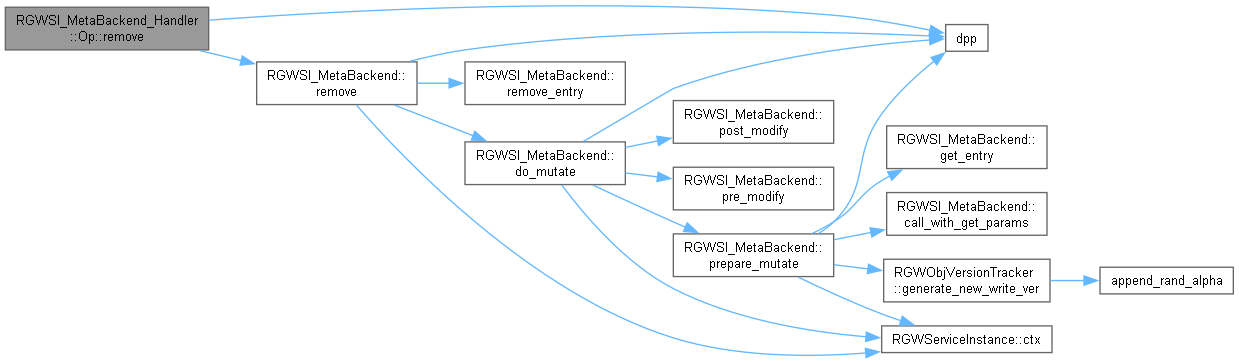 RGWSI_MetaBackend_Handler
::Op::remove
RGWSI_MetaBackend::
remove
RGWSI_MetaBackend::
remove_entry
RGWSI_MetaBackend::
do_mutate
RGWSI_MetaBackend::
post_modify
RGWSI_MetaBackend::
pre_modify
RGWSI_MetaBackend::
prepare_mutate
dpp
RGWSI_MetaBackend::
get_entry
RGWSI_MetaBackend::
call_with_get_params
RGWObjVersionTracker
::generate_new_write_ver
RGWServiceInstance::ctx
append_rand_alpha